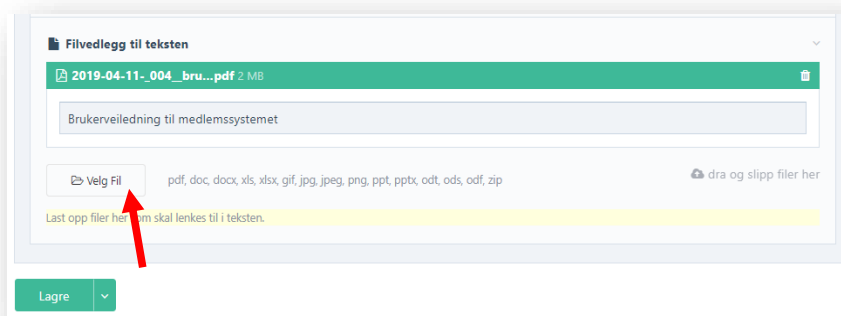 Filvedlegg til teksten
2019-04-11-_004__bru...pdf 2 MB
Brukerveiledning til medlemssystemet
Velg Fil
pdf, doc, docx, xls, xlsx, gif, jpg, jpeg, png, ppt, pptx, odt, ods, odf, zip
dra og slipp filer her
Last opp filer her som skal lenkes til i teksten.
Lagre